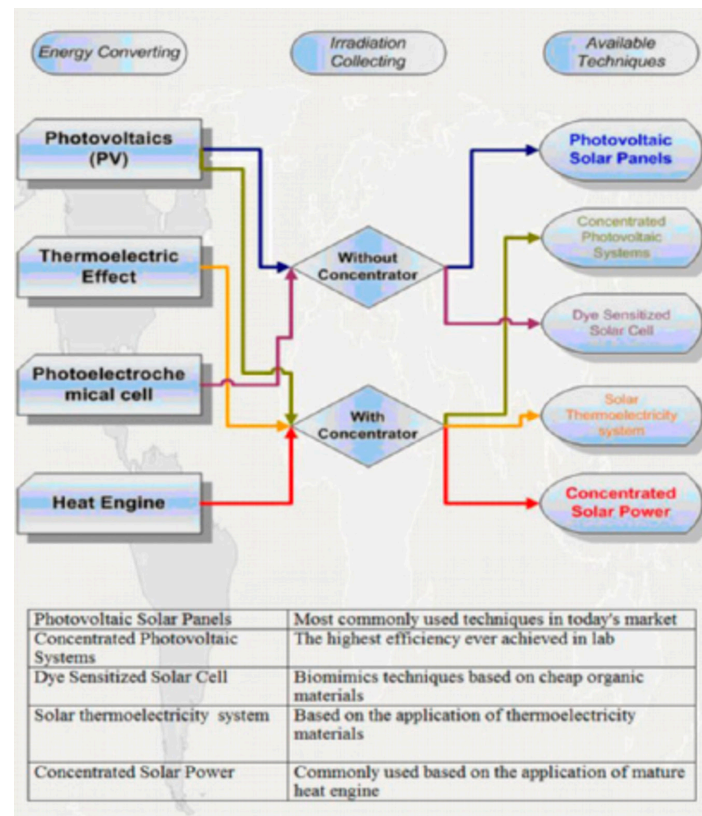 Energy Converting
Irradiation
Collecting
Available
Techniques
Photovoltaics
(PV)
Thermoelectric
Effect
Photoelectroche
mical cell
Heat Engine
Without
Concentrator
With
Concentrator
Photovoltaic
Solar Panels
Concentrated
Photovoltaic
Systems
Dye Sensitized
Solar Cell
Solar
Thermoelectricity
system
Concentrated
Solar Power
Photovoltaic Solar Panels
Most commonly used techniques in today's market
Concentrated Photovoltaic
Systems
The highest efficiency ever achieved in lab
Dye Sensitized Solar Cell
Biomimics techniques based on cheap organic
materials
Solar thermoelectricity system
Based on the application of thermoelectricity
materials
Concentrated Solar Power
Commonly used based on the application of mature
heat engine